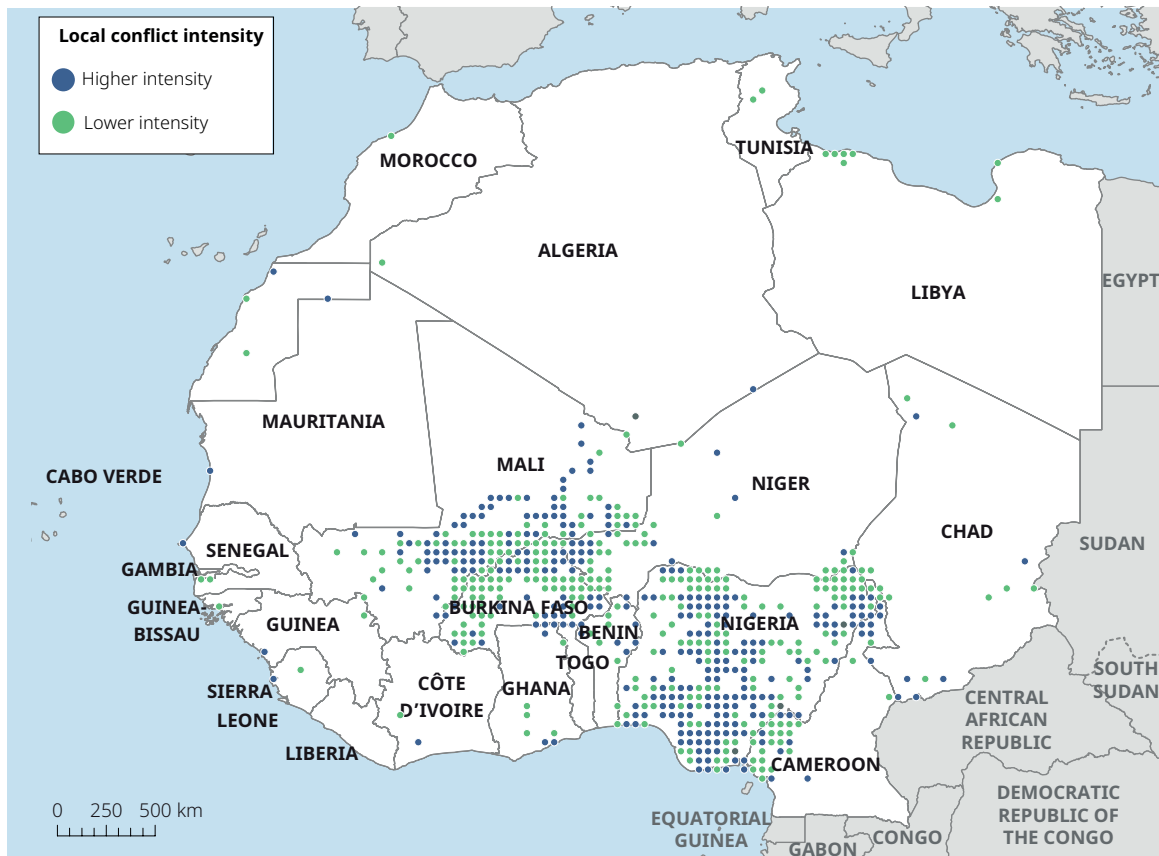 Local conflict intensity
Higher intensity
Lower intensity
MOROCCO
TUNISIA
ALGERIA
LIBYA
EGYPT
MAURITANIA
CABO VERDE
MALI
NIGER
CHAD
SUDAN
SENEGAL
GAMBIA
GUINEA-
BISSAU
GUINEA
BURKINA FASO
BENIN
NIGERIA
TOGO
SIERRA
LEONE
CÔTE
D’IVOIRE
GHANA
LIBERIA
CAMEROON
SOUTH
SUDAN
CENTRAL
AFRICAN
REPUBLIC
0 250 500 km
EQUATORIAL
GUINEA
GABON
CONGO
DEMOCRATIC
REPUBLIC OF
THE CONGO